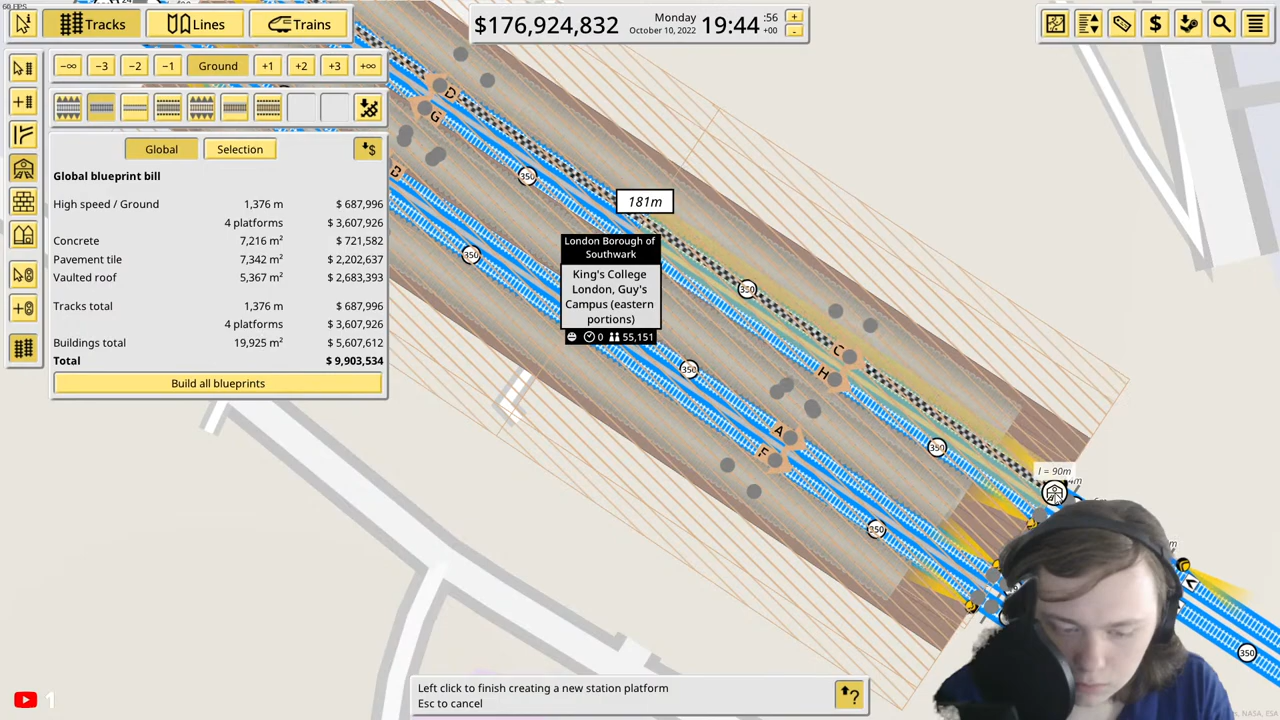 60 FPS
Tracks
Lines
Trains
$176,924,832
Monday
October 10, 2022
19:44
:56
+00
+
-
−∞
−3
−2
−1
Ground
+1
+2
+3
+∞
Global
Selection
$
Global blueprint bill
High speed / Ground 1,376 m $ 687,996
4 platforms $ 3,607,926
Concrete 7,216 m² $ 721,582
Pavement tile 7,342 m² $ 2,202,637
Vaulted roof 5,367 m² $ 2,683,393
Tracks total 1,376 m $ 687,996
4 platforms $ 3,607,926
Buildings total 19,925 m² $ 5,607,612
Total $ 9,903,534
Build all blueprints
D
G
B
350
181m
350
London Borough of
Southwark
King's College
London, Guy's
Campus (eastern
portions)
0 55,151
350
C
H
350
A
F
350
350
l = 90m
350
Left click to finish creating a new station platform
Esc to cancel
?
1
NASA, ESA